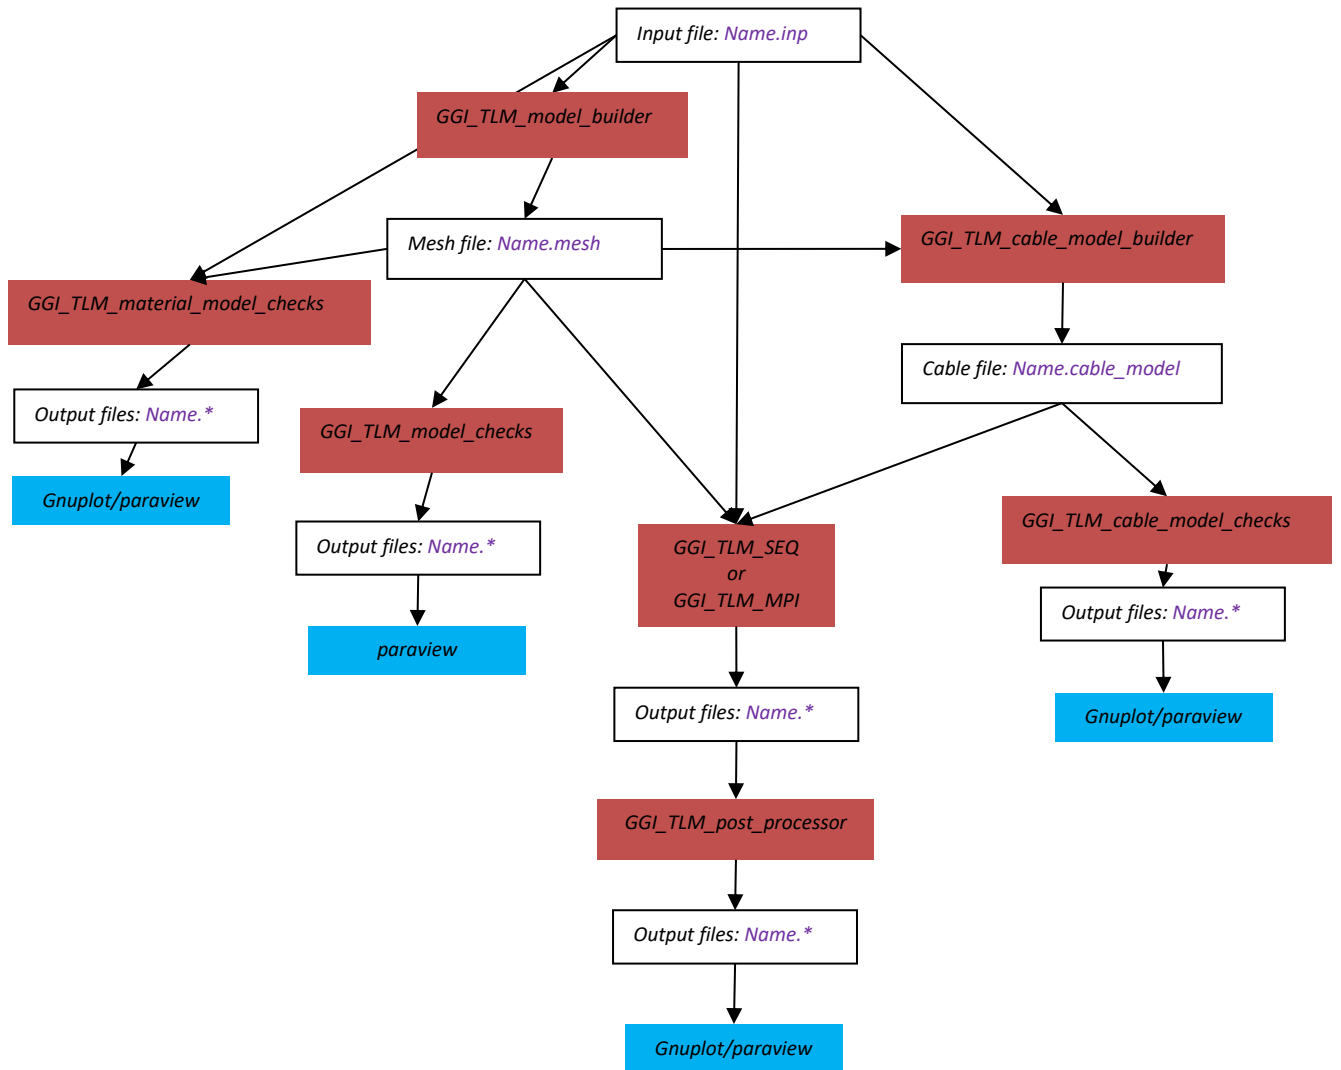 Input file: Name.inp
GGI_TLM_model_builder
Mesh file: Name.mesh
GGI_TLM_cable_model_builder
GGI_TLM_material_model_checks
Cable file: Name.cable_model
Output files: Name.*
GGI_TLM_model_checks
Gnuplot/paraview
GGI_TLM_cable_model_checks
Output files: Name.*
GGI_TLM_SEQ
or
GGI_TLM_MPI
Output files: Name.*
paraview
Output files: Name.*
Gnuplot/paraview
GGI_TLM_post_processor
Output files: Name.*
Gnuplot/paraview